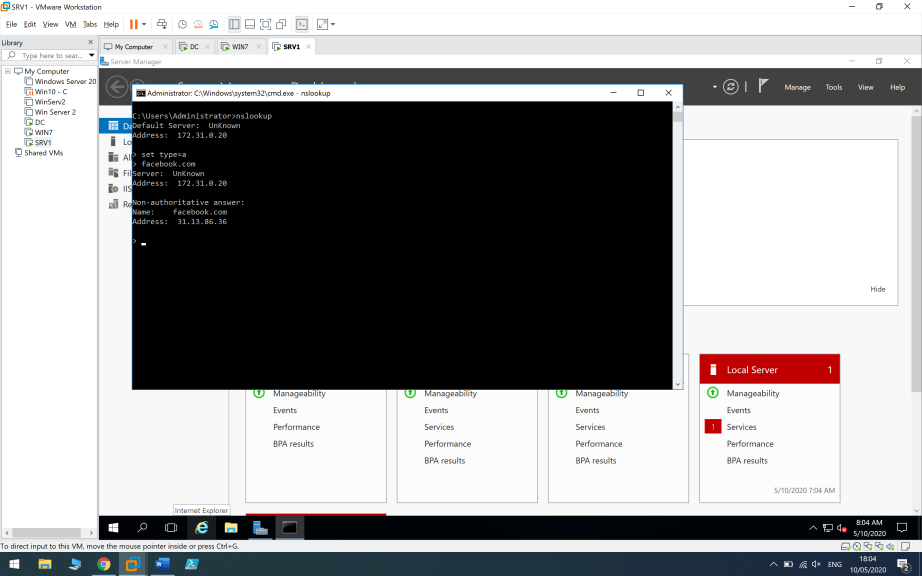 SRV1 - VMware Workstation
File Edit View VM Tabs Help
Library
Type here to sear...
My Computer
Windows Server 20
Win10 - C
WinServ2
Win Server 2
DC
WIN7
SRV1
Shared VMs
My Computer DC WIN7 SRV1
Server Manager
Manage Tools View Help
Administrator: C:\Windows\system32\cmd.exe - nslookup
C:\Users\Administrator>nslookup
Default Server: UnKnown
Address: 172.31.0.20
> set type=a
> facebook.com
Server: UnKnown
Address: 172.31.0.20
Non-authoritative answer:
Name: facebook.com
Address: 31.13.86.36
>
Hide
Manageability
Events
Performance
BPA results
Manageability
Events
Services
Performance
BPA results
Manageability
Events
Services
Performance
BPA results
Local Server 1
Manageability
Events
1 Services
Performance
BPA results
5/10/2020 7:04 AM
Internet Explorer
8:04 AM
5/10/2020
To direct input to this VM, move the mouse pointer inside or press Ctrl+G.
ENG
18:04
10/05/2020
2